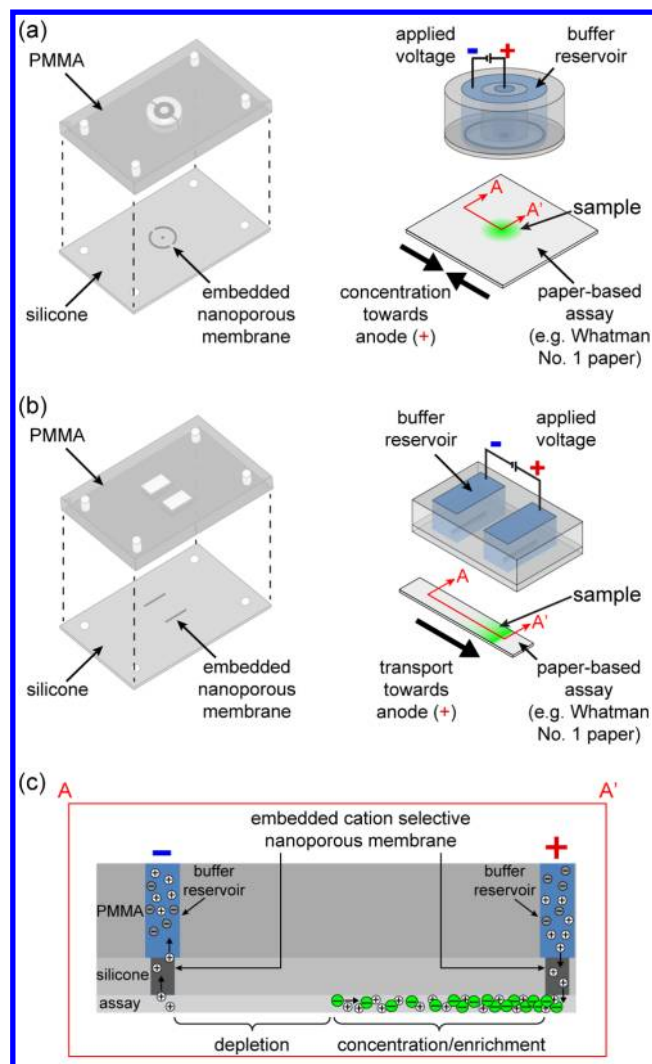 (a)
PMMA
silicone
embedded
nanoporous
membrane
applied
voltage
buffer
reservoir
- +
A
A'
sample
concentration
towards
anode (+)
paper-based
assay
(e.g. Whatman
No. 1 paper)
(b)
PMMA
silicone
embedded
nanoporous
membrane
buffer
reservoir
applied
voltage
- +
A
A'
sample
transport
towards
anode (+)
paper-based
assay
(e.g. Whatman
No. 1 paper)
(c)
A A'
embedded cation selective
nanoporous membrane
- +
buffer
reservoir
buffer
reservoir
PMMA
silicone
assay
depletion
concentration/enrichment